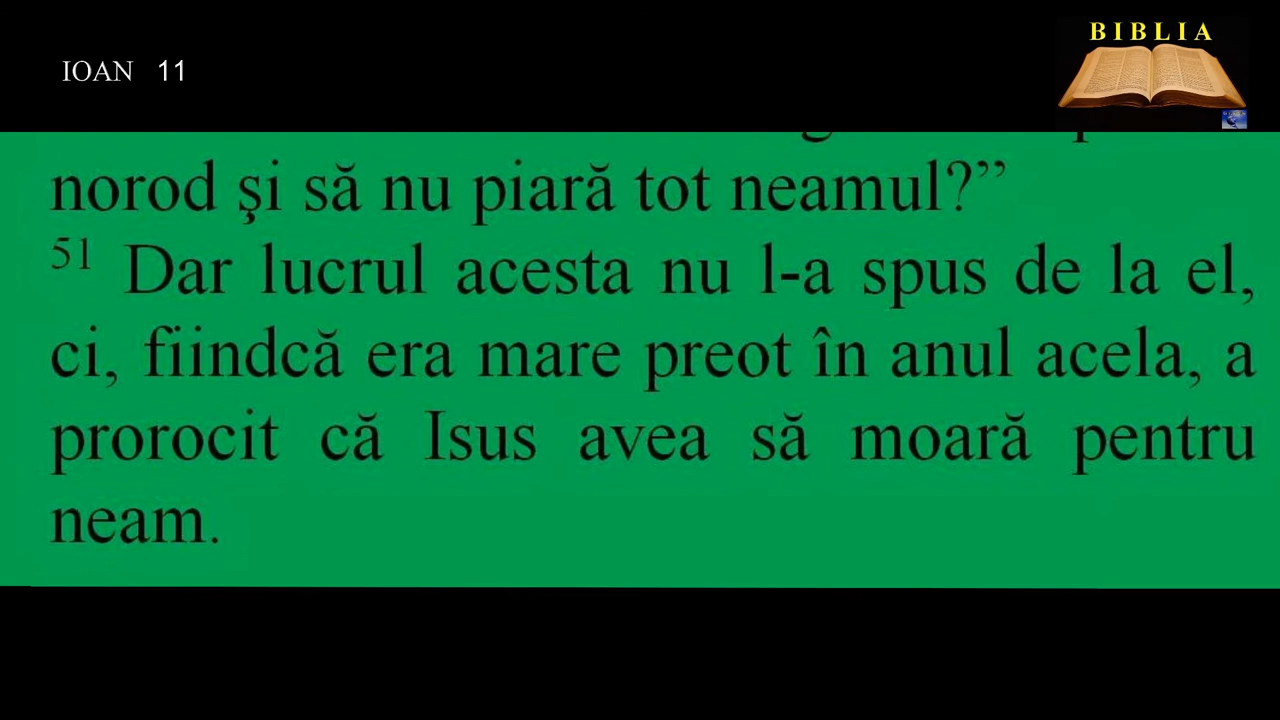 BIBLIA
IOAN 11
norod şi să nu piară tot neamul?”
51 Dar lucrul acesta nu l-a spus de la el,
ci, fiindcă era mare preot în anul acela, a
prorocit că Isus avea să moară pentru
neam.